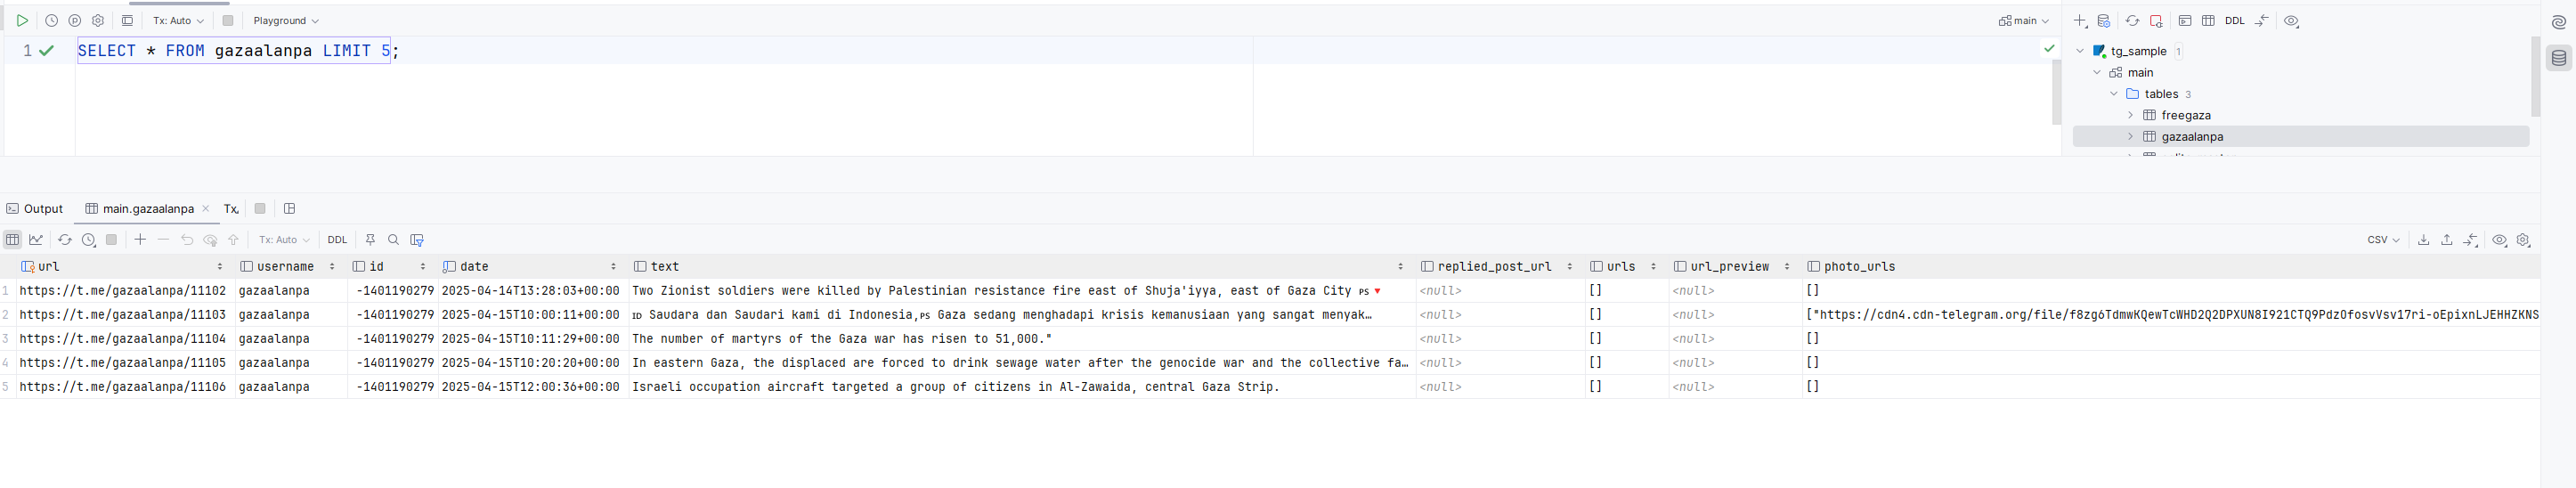 Tx: Auto Playground main DDL
1 SELECT * FROM gazaalanpa LIMIT 5;
tg_sample 1
main
tables 3
freegaza
gazaalanpa
Output main.gazaalanpa Tx
Tx: Auto DDL CSV
url username id date text replied_post_url urls url_preview photo_urls
1 https://t.me/gazaalanpa/11102 gazaalanpa -1401190279 2025-04-14T13:28:03+00:00 Two Zionist soldiers were killed by Palestinian resistance fire east of Shuja'iyya, east of Gaza City 🇵🇸🔻 <null> [] <null> []
2 https://t.me/gazaalanpa/11103 gazaalanpa -1401190279 2025-04-15T10:00:11+00:00 🇮🇩 Saudara dan Saudari kami di Indonesia,🇵🇸 Gaza sedang menghadapi krisis kemanusiaan yang sangat menyak… <null> [] <null> ["https://cdn4.cdn-telegram.org/file/
3 https://t.me/gazaalanpa/11104 gazaalanpa -1401190279 2025-04-15T10:11:29+00:00 The number of martyrs of the Gaza war has risen to 51,000." <null> [] <null> []
4 https://t.me/gazaalanpa/11105 gazaalanpa -1401190279 2025-04-15T10:20:20+00:00 In eastern Gaza, the displaced are forced to drink sewage water after the genocide war and the collective fa… <null> [] <null> []
5 https://t.me/gazaalanpa/11106 gazaalanpa -1401190279 2025-04-15T12:00:36+00:00 Israeli occupation aircraft targeted a group of citizens in Al-Zawaida, central Gaza Strip. <null> [] <null> []